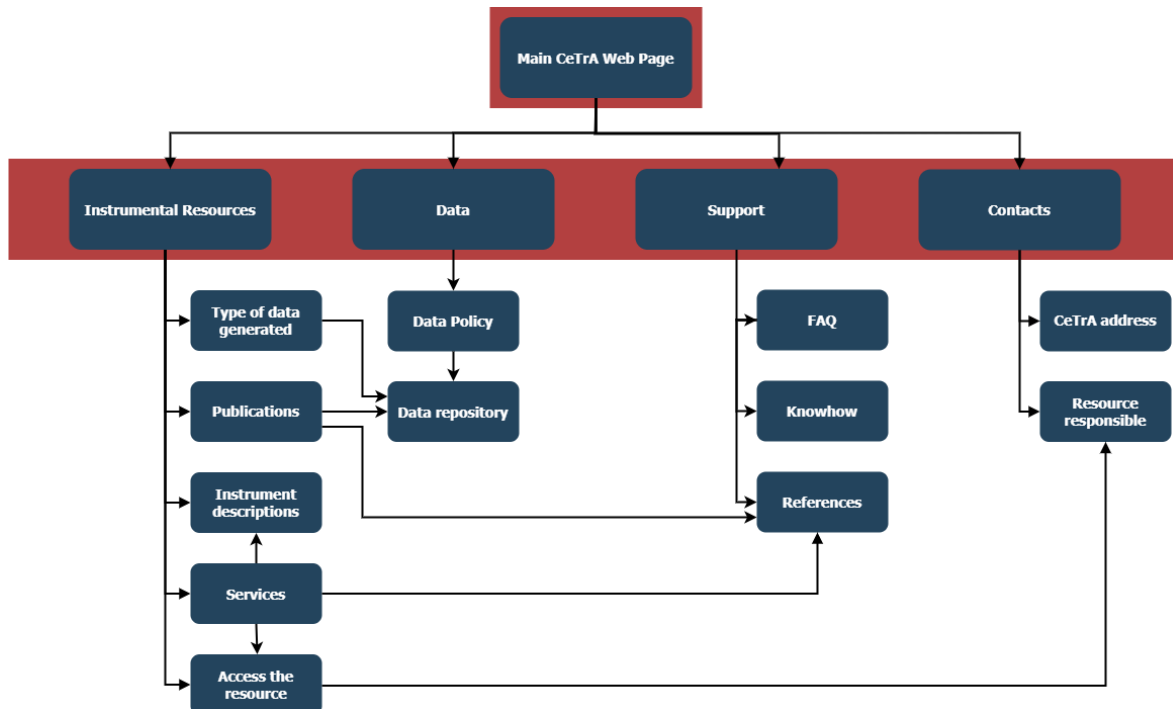 Main CeTrA Web Page
Instrumental Resources
Data
Support
Contacts
Type of data
generated
Data Policy
FAQ
CeTrA address
Publications
Data repository
Knowhow
Resource
responsible
Instrument
descriptions
References
Services
Access the
resource